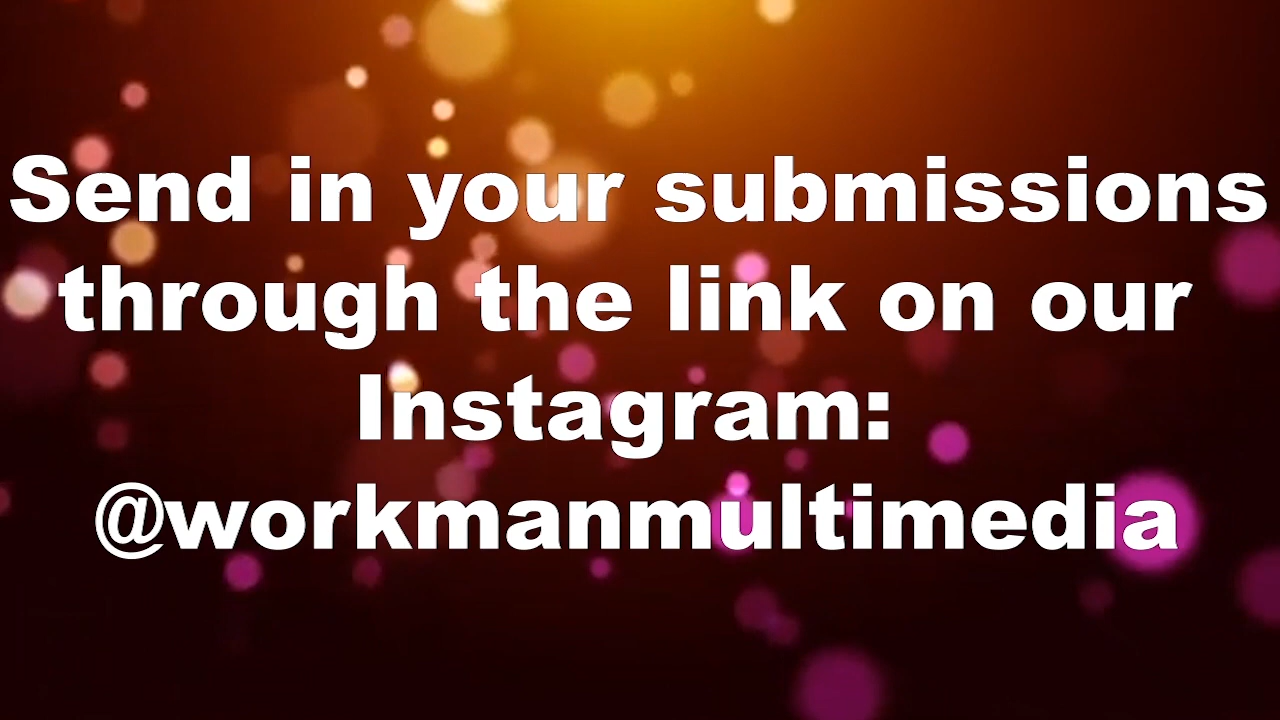 Send in your submissions
through the link on our
Instagram:
@workmanmultimedia